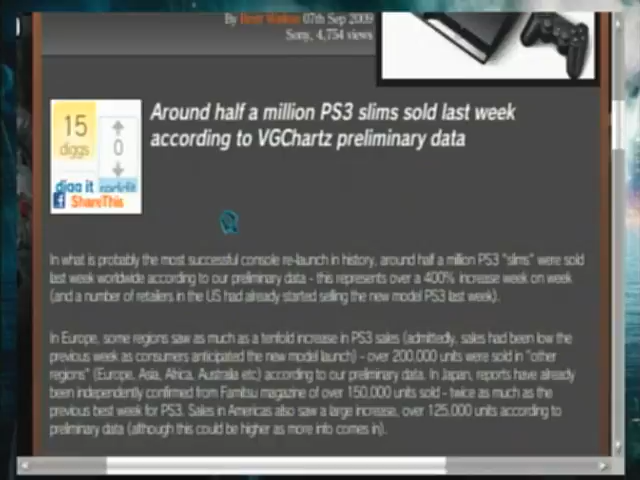 By Brett Walton 07th Sep 2009
Sony, 4,754 views
Around half a million PS3 slims sold last week
according to VGChartz preliminary data
15
diggs
0
digg it
reddit
ShareThis
In what is probably the most successful console re-launch in history, around half a million PS3 "slims" were sold
last week worldwide according to our preliminary data - this represents over a 400% increase week on week
(and a number of retailers in the US had already started selling the new model PS3 last week).
In Europe, some regions saw as much as a tenfold increase in PS3 sales (admittedly, sales had been low the
previous week as consumers anticipated the new model launch) - over 200,000 units were sold in "other
regions" (Europe, Asia, Africa, Australia etc) according to our preliminary data. In Japan, reports have already
been independently confirmed from Famitsu magazine of over 150,000 units sold - twice as much as the
previous best week for PS3. Sales in Americas also saw a large increase, over 125,000 units according to
preliminary data (although this could be higher as more info comes in).